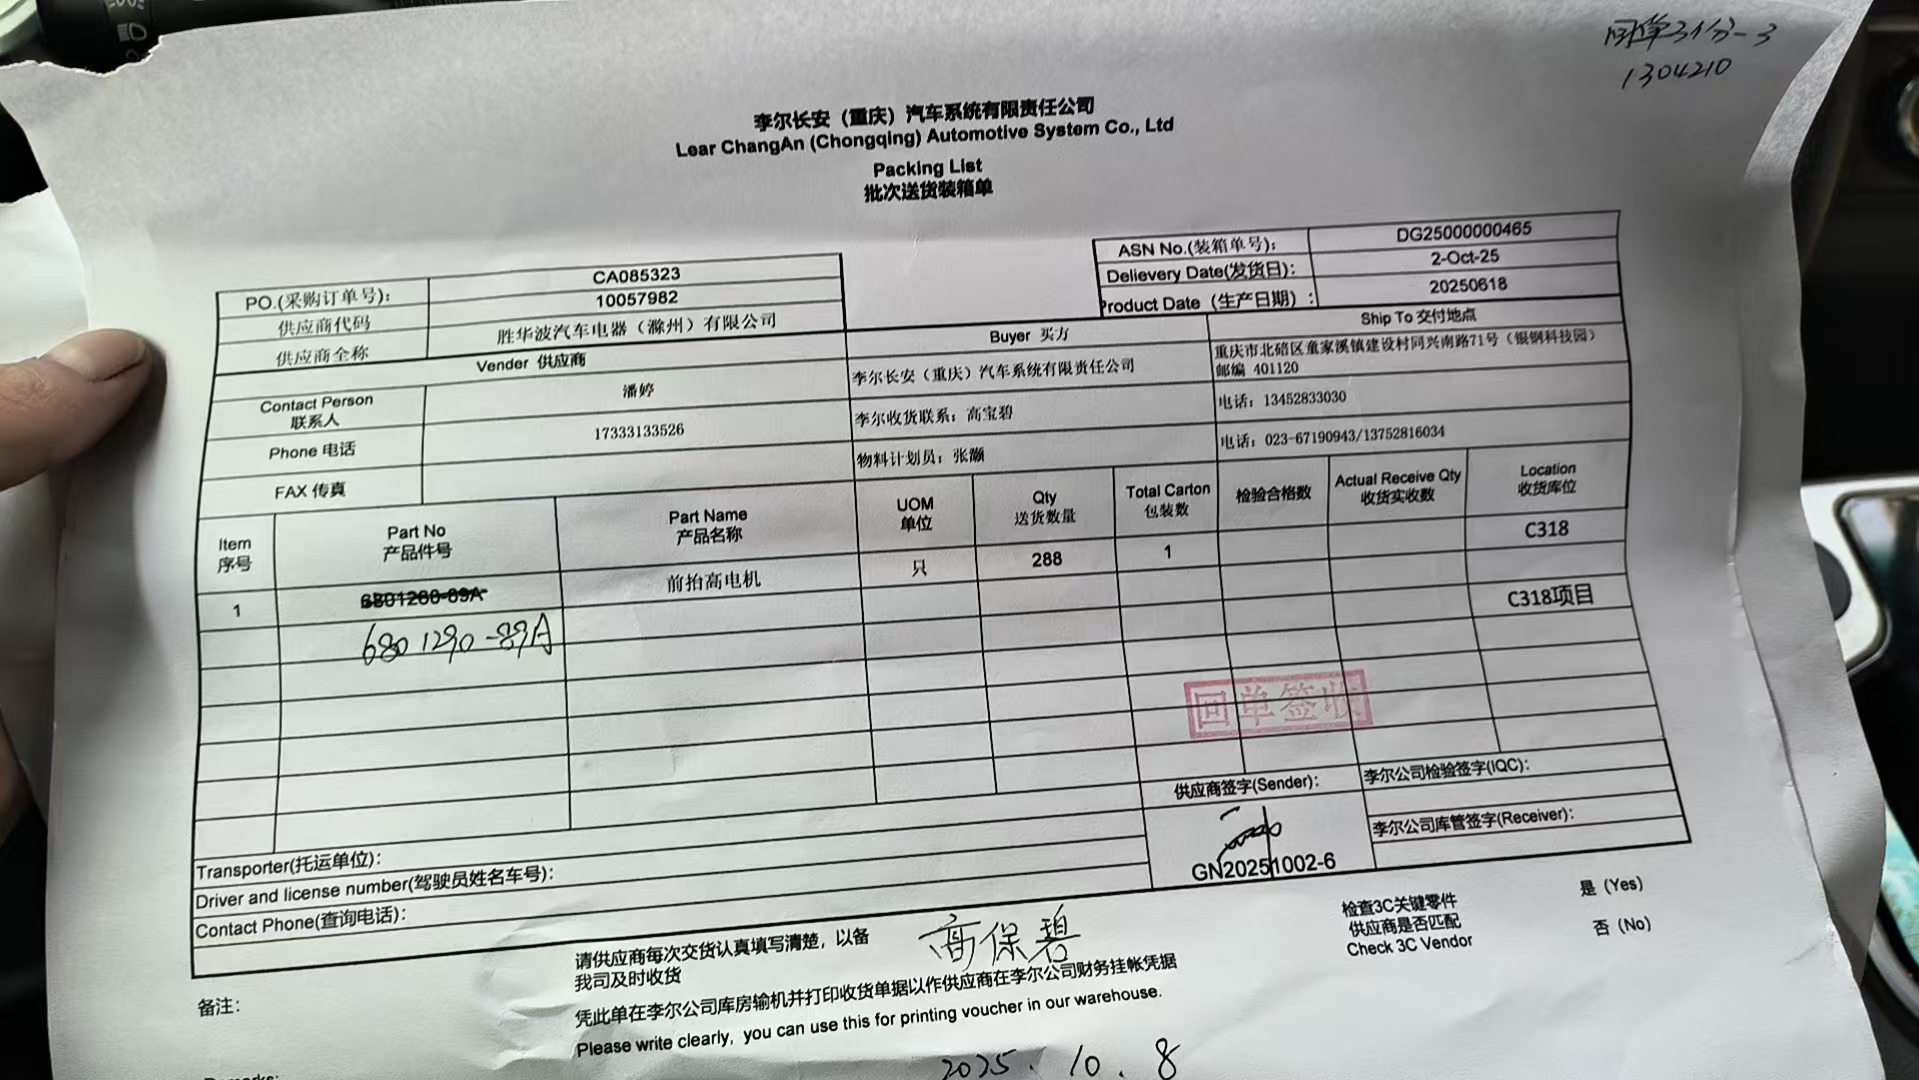 回单3份-3
1304210
李尔长安（重庆）汽车系统有限责任公司
Lear ChangAn (Chongqing) Automotive System Co., Ltd
Packing List
批次送货装箱单
ASN No.(装箱单号)： DG25000000465
Delievery Date(发货日)： 2-Oct-25
Product Date（生产日期）： 20250618
PO.(采购订单号)： CA085323
供应商代码 10057982
供应商全称 胜华波汽车电器（滁州）有限公司
Vender 供应商 Buyer 买方 Ship To 交付地点
Contact Person 联系人 潘婷 李尔长安（重庆）汽车系统有限责任公司 重庆市北碚区童家溪镇建设村同兴南路71号（银钢科技园）
邮编 401120
Phone 电话 17333133526 李尔收货联系：高宝碧 电话：13452833030
FAX 传真 物料计划员：张灏 电话：023-67190943/13752816034
Item 序号 Part No 产品件号 Part Name 产品名称 UOM 单位 Qty 送货数量 Total Carton 包装数 检验合格数 Actual Receive Qty 收货实收数 Location 收货库位
1 6801280-89A 前抬高电机 只 288 1 C318
6801290-89A C318项目
回单签收
供应商签字(Sender)： 李尔公司检验签字(IQC)：
李尔公司库管签字(Receiver)：
GN20251002-6
Transporter(托运单位)：
Driver and license number(驾驶员姓名车号)：
Contact Phone(查询电话)：
备注：
请供应商每次交货认真填写清楚，以备
我司及时收货
高保碧
检查3C关键零件 是（Yes）
供应商是否匹配
Check 3C Vendor 否（No）
凭此单在李尔公司库房输机并打印收货单据以作供应商在李尔公司财务挂帐凭据
Please write clearly, you can use this for printing voucher in our warehouse.
2025.10.8